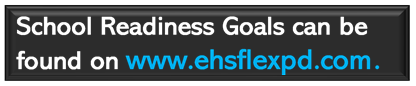 School Readiness Goals can be
found on www.ehsflexpd.com.